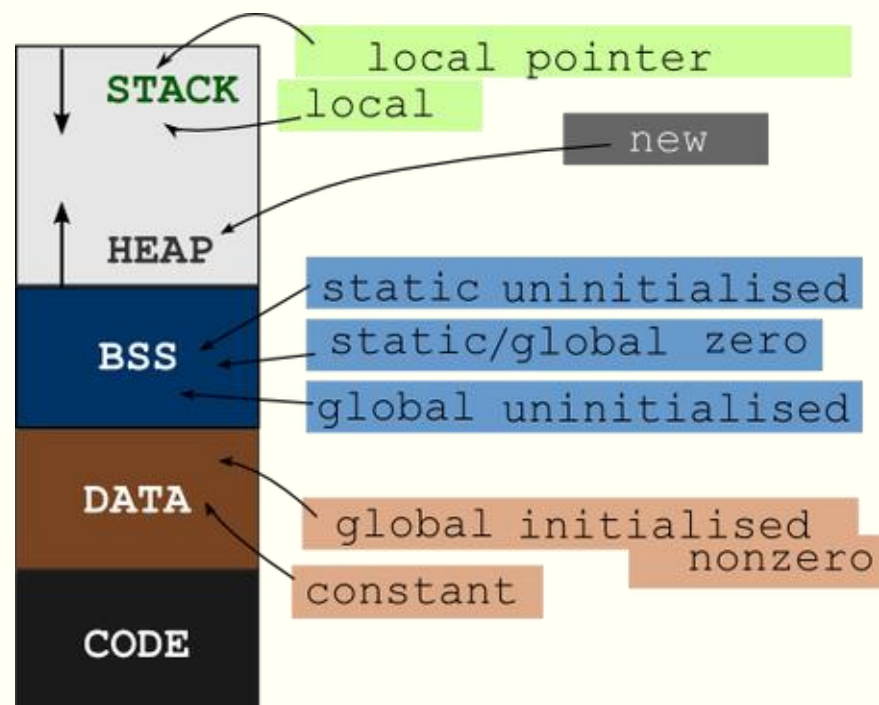 local pointer
STACK
local
new
HEAP
static uninitialised
static/global zero
BSS
global uninitialised
DATA
global initialised
nonzero
constant
CODE